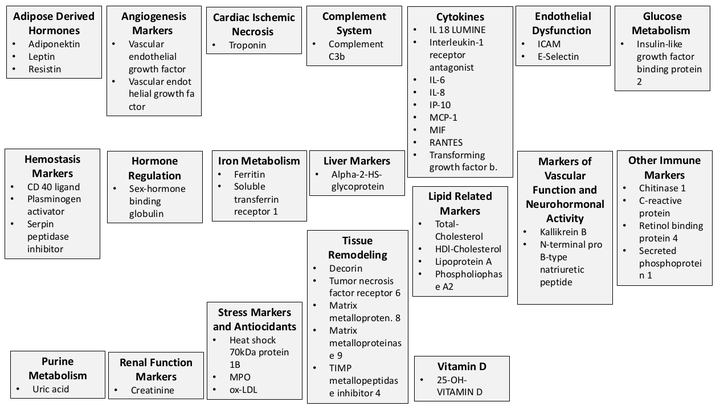 Adipose Derived
Hormones
• Adiponektin
• Leptin
• Resistin
Angiogenesis
Markers
• Vascular
endothelial
growth factor
• Vascular endot
helial growth fa
ctor
Cardiac Ischemic
Necrosis
• Troponin
Complement
System
• Complement
C3b
Cytokines
• IL 18 LUMINE
• Interleukin-1
receptor
antagonist
• IL-6
• IL-8
• IP-10
• MCP-1
• MIF
• RANTES
• Transforming
growth factor b.
Endothelial
Dysfunction
• ICAM
• E-Selectin
Glucose
Metabolism
• Insulin-like
growth factor
binding protein
2
Hemostasis
Markers
• CD 40 ligand
• Plasminogen
activator
• Serpin
peptidase
inhibitor
Hormone
Regulation
• Sex-hormone
binding
globulin
Iron Metabolism
• Ferritin
• Soluble
transferrin
receptor 1
Liver Markers
• Alpha-2-HS-
glycoprotein
Lipid Related
Markers
• Total-
Cholesterol
• HDl-Cholesterol
• Lipoprotein A
• Phospholiophas
e A2
Markers of
Vascular
Function and
Neurohormonal
Activity
• Kallikrein B
• N-terminal pro
B-type
natriuretic
peptide
Other Immune
Markers
• Chitinase 1
• C-reactive
protein
• Retinol binding
protein 4
• Secreted
phosphoprotei
n 1
Tissue
Remodeling
• Decorin
• Tumor necrosis
factor receptor 6
• Matrix
metalloproten. 8
• Matrix
metalloproteinas
e 9
• TIMP
metallopeptidas
e inhibitor 4
Stress Markers
and Antiocidants
• Heat shock
70kDa protein
1B
• MPO
• ox-LDL
Purine
Metabolism
• Uric acid
Renal Function
Markers
• Creatinine
Vitamin D
• 25-OH-
VITAMIN D